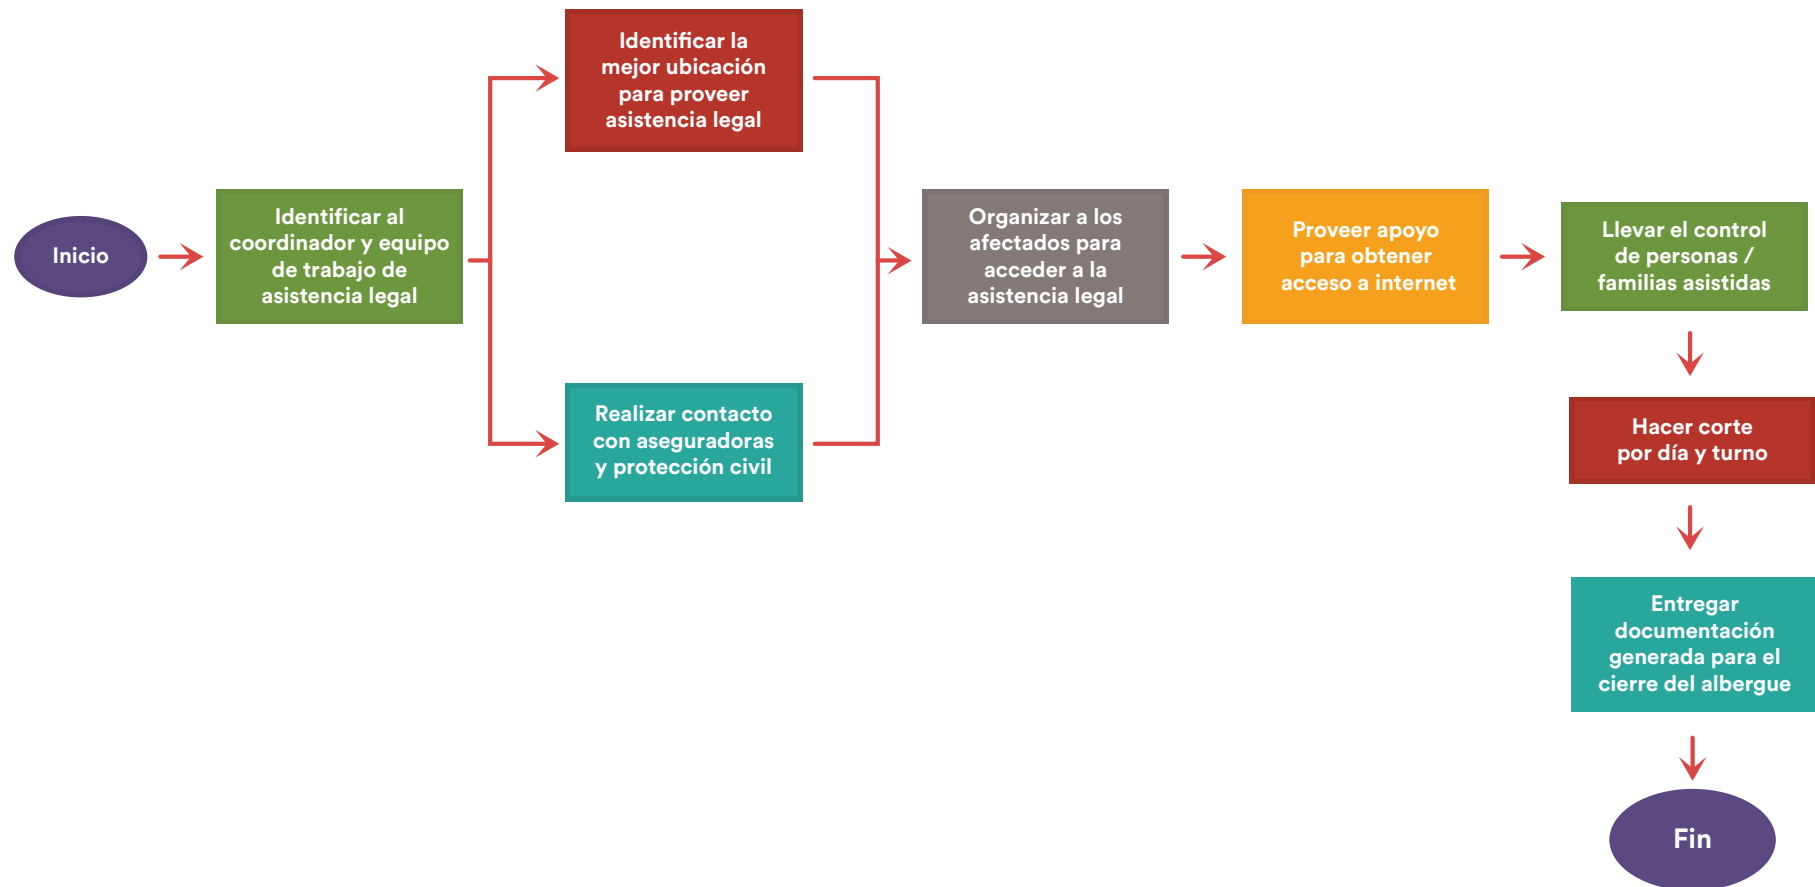 Inicio
Identificar al
coordinador y equipo
de trabajo de
asistencia legal
Identificar la
mejor ubicación
para proveer
asistencia legal
Realizar contacto
con aseguradoras
y protección civil
Organizar a los
afectados para
acceder a la
asistencia legal
Proveer apoyo
para obtener
acceso a internet
Llevar el control
de personas /
familias asistidas
Hacer corte
por día y turno
Entregar
documentación
generada para el
cierre del albergue
Fin